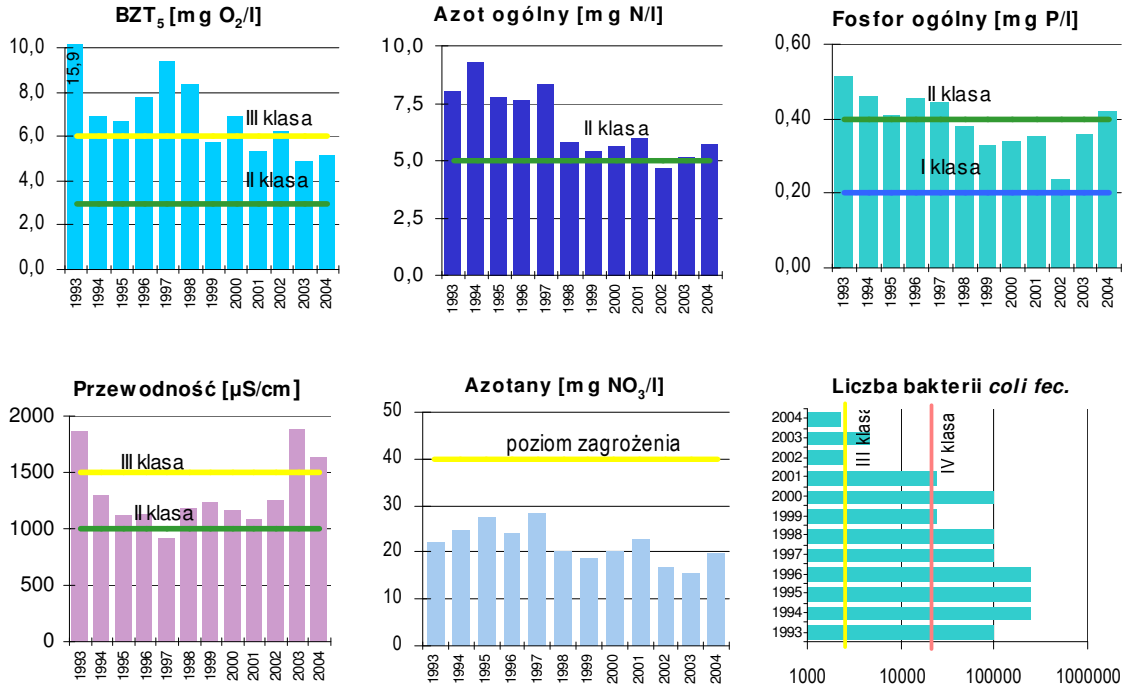 BZT₅ [mg O₂/l]
10,0
8,0
6,0
4,0
2,0
0,0
15,9
III klasa
II klasa
1993 1994 1995 1996 1997 1998 1999 2000 2001 2002 2003 2004
Azot ogólny [mg N/l]
10,0
7,5
5,0
2,5
0,0
II klasa
1993 1994 1995 1996 1997 1998 1999 2000 2001 2002 2003 2004
Fosfor ogólny [mg P/l]
0,60
0,40
0,20
0,00
II klasa
I klasa
1993 1994 1995 1996 1997 1998 1999 2000 2001 2002 2003 2004
Przewodność [µS/cm]
2000
1500
1000
500
0
III klasa
II klasa
1993 1994 1995 1996 1997 1998 1999 2000 2001 2002 2003 2004
Azotany [mg NO₃/l]
50
40
30
20
10
0
poziom zagrożenia
1993 1994 1995 1996 1997 1998 1999 2000 2001 2002 2003 2004
Liczba bakterii coli fec.
2004
2003
2002
2001
2000
1999
1998
1997
1996
1995
1994
1993
III klasa
IV klasa
1000 10000 100000 1000000